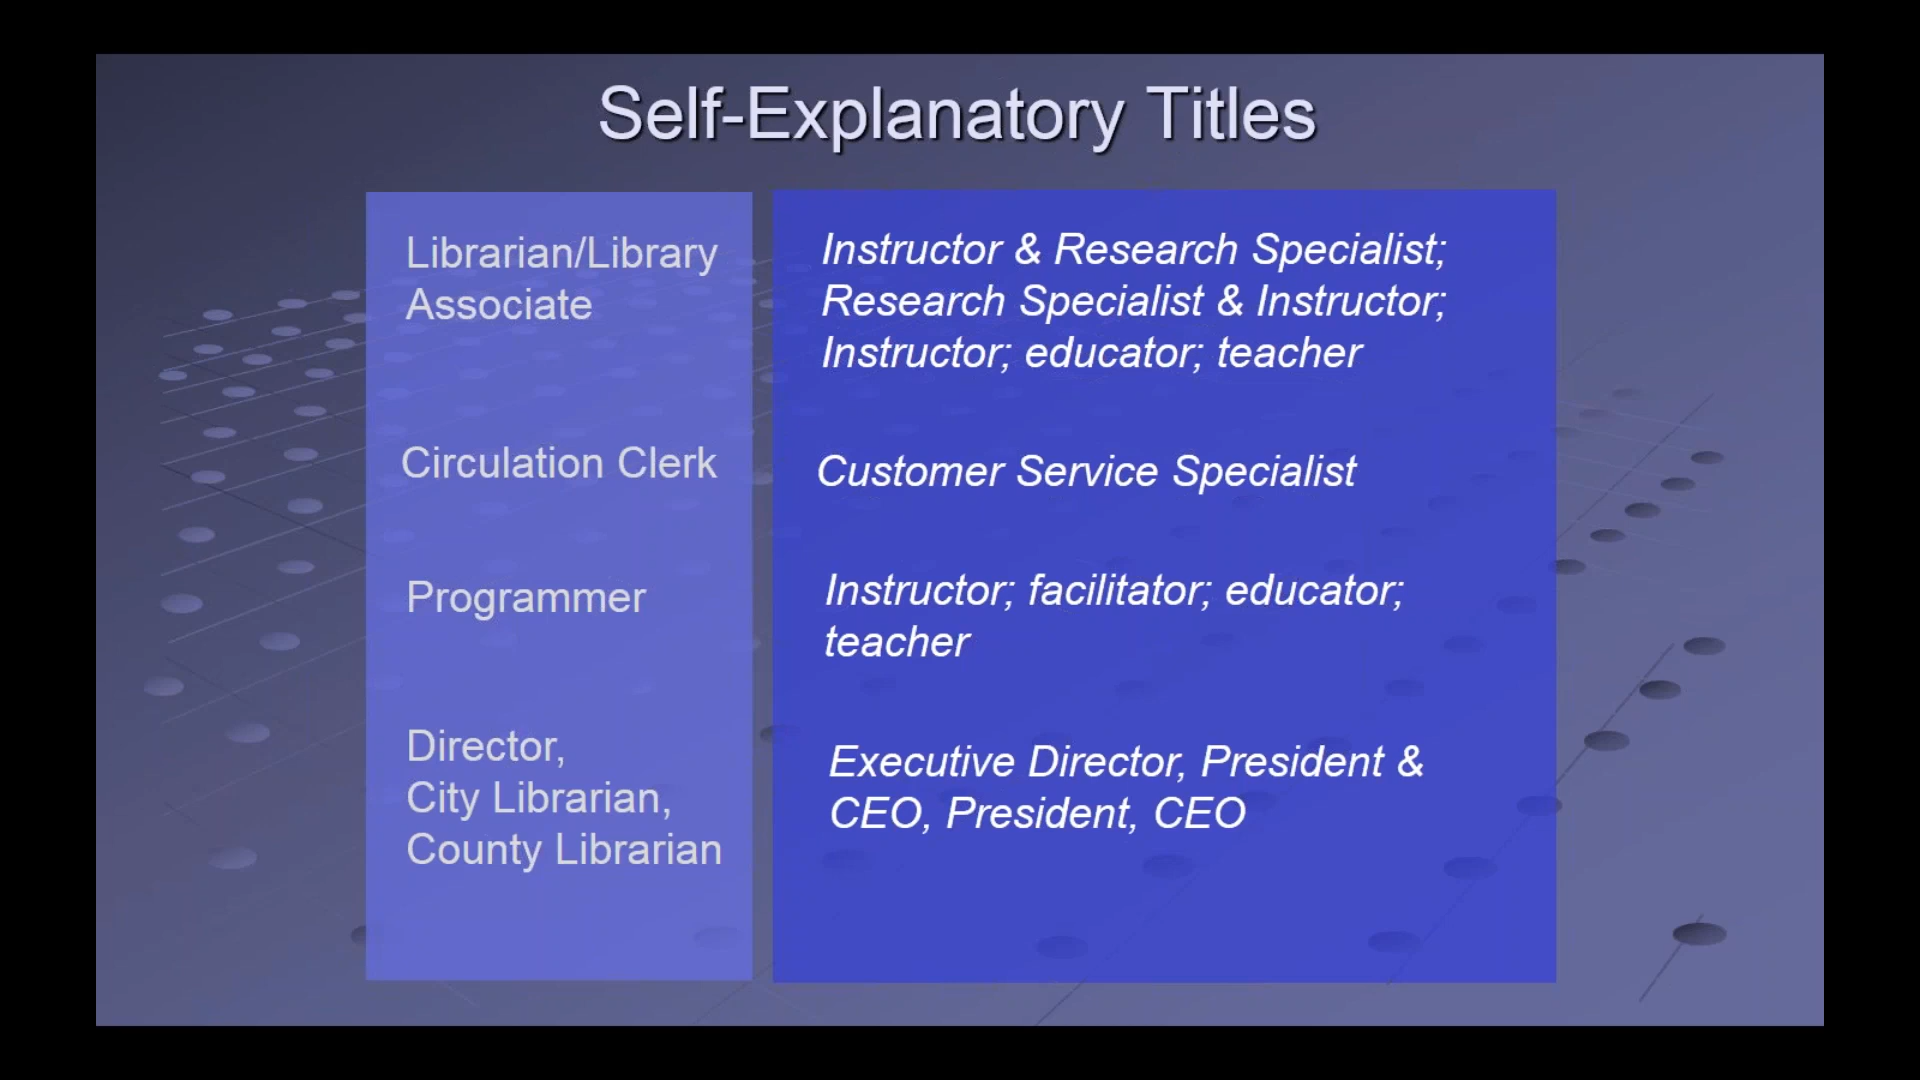 Self-Explanatory Titles
Librarian/Library
Associate
Instructor & Research Specialist;
Research Specialist & Instructor;
Instructor; educator; teacher
Circulation Clerk
Customer Service Specialist
Programmer
Instructor; facilitator; educator;
teacher
Director,
City Librarian,
County Librarian
Executive Director, President &
CEO, President, CEO